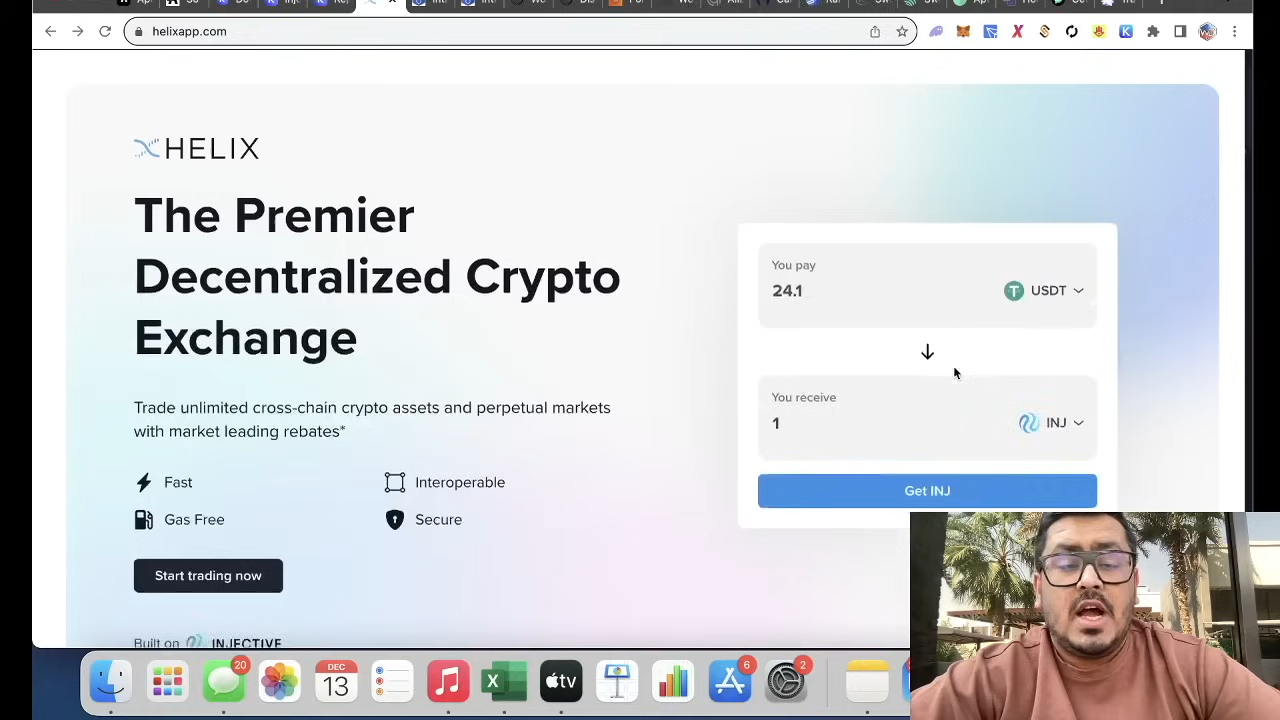 helixapp.com
HELIX
The Premier
Decentralized Crypto
Exchange
Trade unlimited cross-chain crypto assets and perpetual markets
with market leading rebates*
Fast
Interoperable
Gas Free
Secure
Start trading now
Built on INJECTIVE
You pay
24.1
USDT
You receive
1
INJ
Get INJ
20
DEC
13
tv
6
2